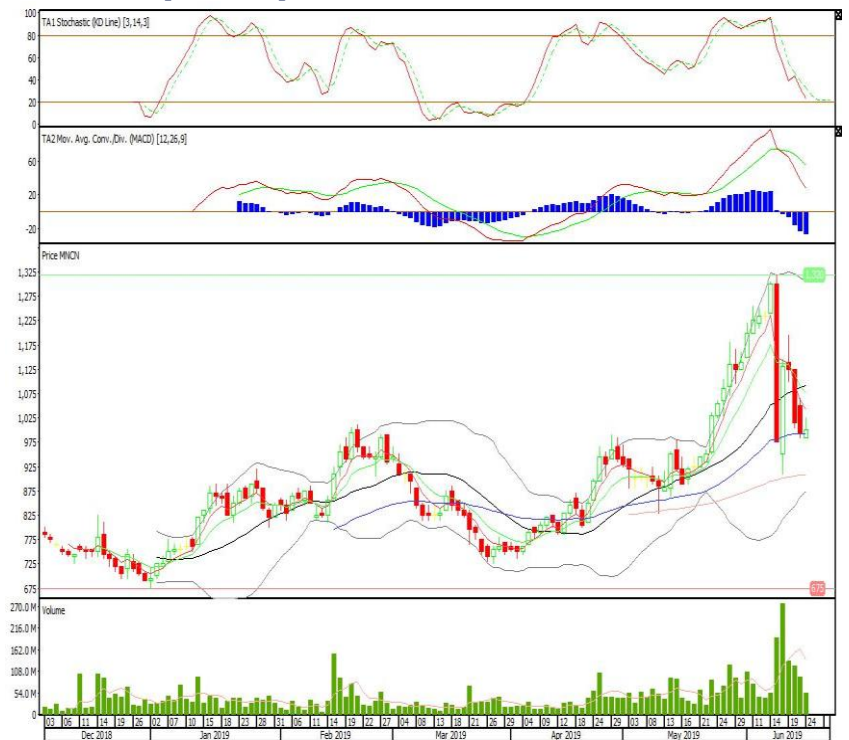 100
TA1 Stochastic (KD Line) [3,14,3]
80
60
40
20
0
TA2 Mov. Avg. Conv./Div. (MACD) [12,26,9]
60
20
-20
Price MNCN
1,325
1,275
1,225
1,175
1,125
1,075
1,025
975
925
875
825
775
725
675
675
Volume
270.0 M
216.0 M
162.0 M
108.0 M
54.0 M
0
03 06 11 14 19 26 02 07 10 15 18 23 28 31 06 11 14 19 22 27 04 08 13 18 21 26 29 04 09 12 18 24 29 03 08 13 16 21 24 29 11 14 19 24
Dec 2018 Jan 2019 Feb 2019 Mar 2019 Apr 2019 May 2019 Jun 2019